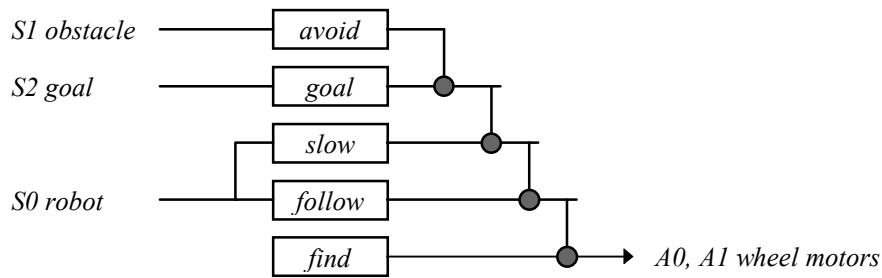 S1 obstacle avoid
S2 goal goal
slow
S0 robot follow
find A0, A1 wheel motors